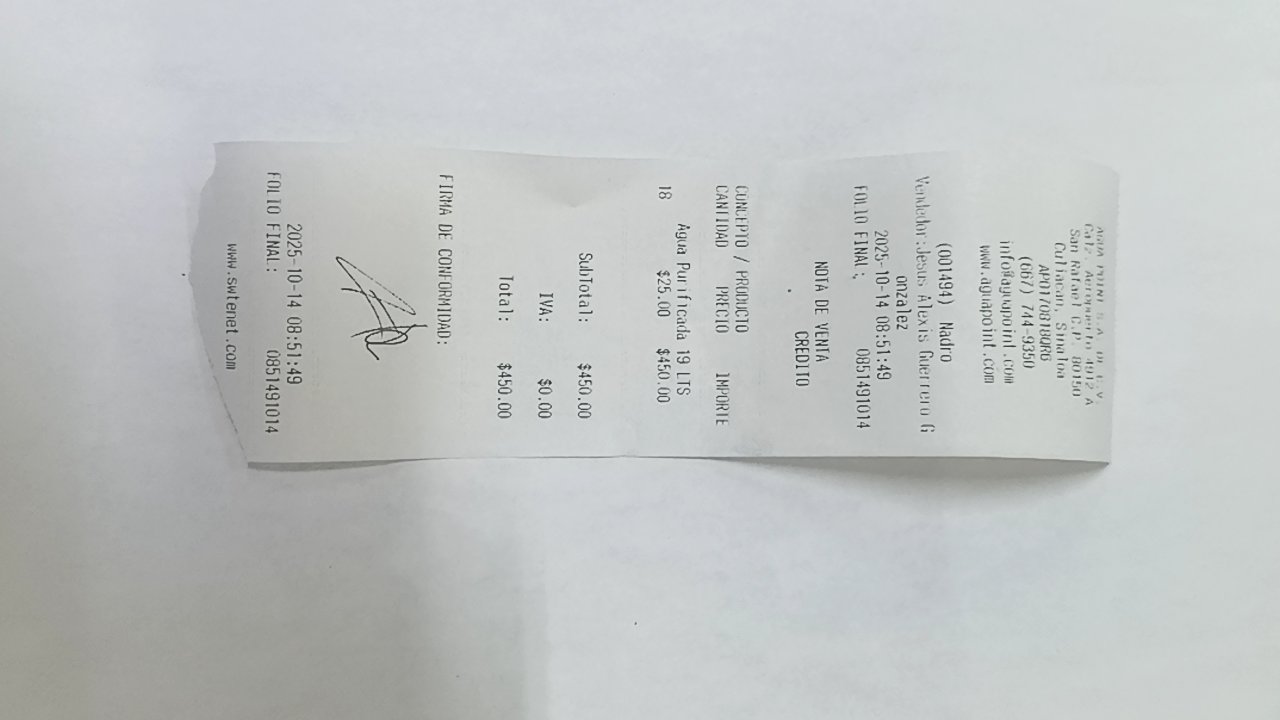 AGUA POINT S.A. DE C.V.
Calz. Aeropuerto 4912 A
San Rafael C.P. 80150
Culiacan, Sinaloa
APO170818QR6
(667) 744-9350
info@aguapoint.com
www.aguapoint.com
(001494) Nadro
Vendedor:Jesus Alexis Guerrero G
onzalez
2025-10-14 08:51:49
FOLIO FINAL: 0851491014
NOTA DE VENTA
CREDITO
CONCEPTO / PRODUCTO
CANTIDAD PRECIO IMPORTE
Agua Purificada 19 LTS
18 $25.00 $450.00
SubTotal: $450.00
IVA: $0.00
Total: $450.00
FIRMA DE CONFORMIDAD:
2025-10-14 08:51:49
FOLIO FINAL: 0851491014
www.swtenet.com